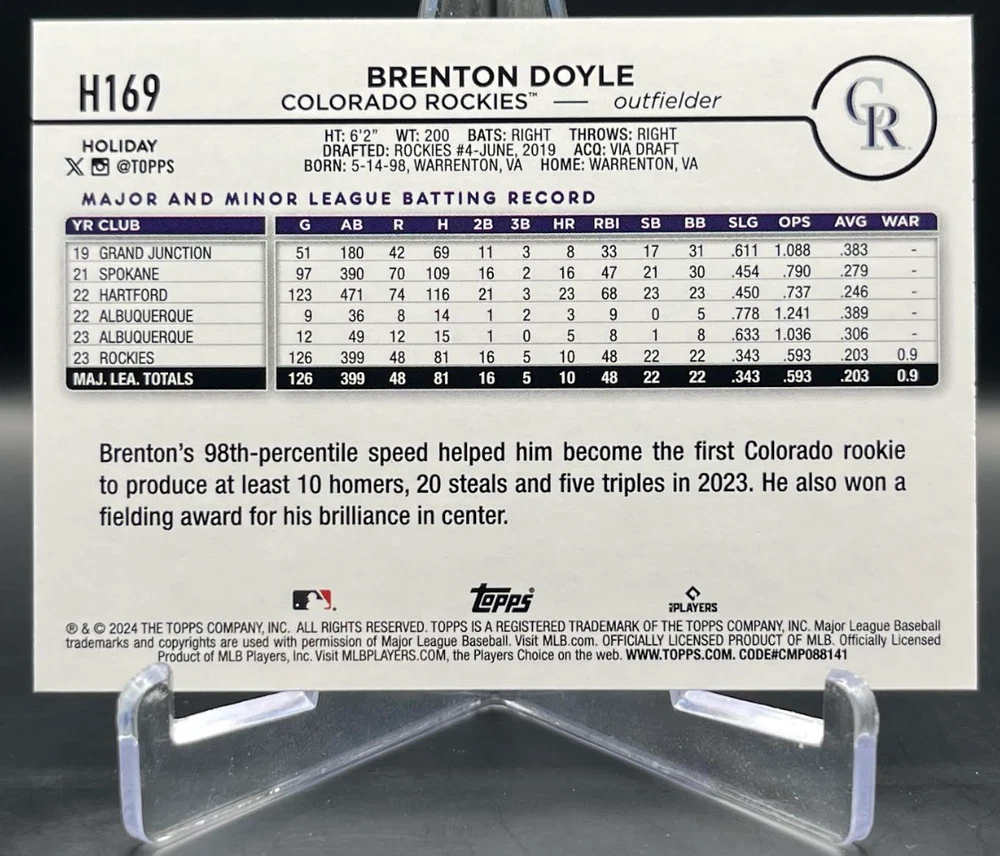 H169
BRENTON DOYLE
COLORADO ROCKIES™ — outfielder
CR
HOLIDAY
X @TOPPS
HT: 6'2" WT: 200 BATS: RIGHT THROWS: RIGHT
DRAFTED: ROCKIES #4-JUNE, 2019 ACQ: VIA DRAFT
BORN: 5-14-98, WARRENTON, VA HOME: WARRENTON, VA
MAJOR AND MINOR LEAGUE BATTING RECORD
YR CLUB G AB R H 2B 3B HR RBI SB BB SLG OPS AVG WAR
19 GRAND JUNCTION 51 180 42 69 11 3 8 33 17 31 .611 1.088 .383 -
21 SPOKANE 97 390 70 109 16 2 16 47 21 30 .454 .790 .279 -
22 HARTFORD 123 471 74 116 21 3 23 68 23 23 .450 .737 .246 -
22 ALBUQUERQUE 9 36 8 14 1 2 3 9 0 5 .778 1.241 .389 -
23 ALBUQUERQUE 12 49 12 15 1 0 5 8 1 8 .633 1.036 .306 -
23 ROCKIES 126 399 48 81 16 5 10 48 22 22 .343 .593 .203 0.9
MAJ. LEA. TOTALS 126 399 48 81 16 5 10 48 22 22 .343 .593 .203 0.9
Brenton's 98th-percentile speed helped him become the first Colorado rookie
to produce at least 10 homers, 20 steals and five triples in 2023. He also won a
fielding award for his brilliance in center.
Topps®
PLAYERS
® & © 2024 THE TOPPS COMPANY, INC. ALL RIGHTS RESERVED. TOPPS IS A REGISTERED TRADEMARK OF THE TOPPS COMPANY, INC. Major League Baseball
trademarks and copyrights are used with permission of Major League Baseball. Visit MLB.com. OFFICIALLY LICENSED PRODUCT OF MLB. Officially Licensed
Product of MLB Players, Inc. Visit MLBPLAYERS.COM, the Players Choice on the web. WWW.TOPPS.COM. CODE#CMP088141